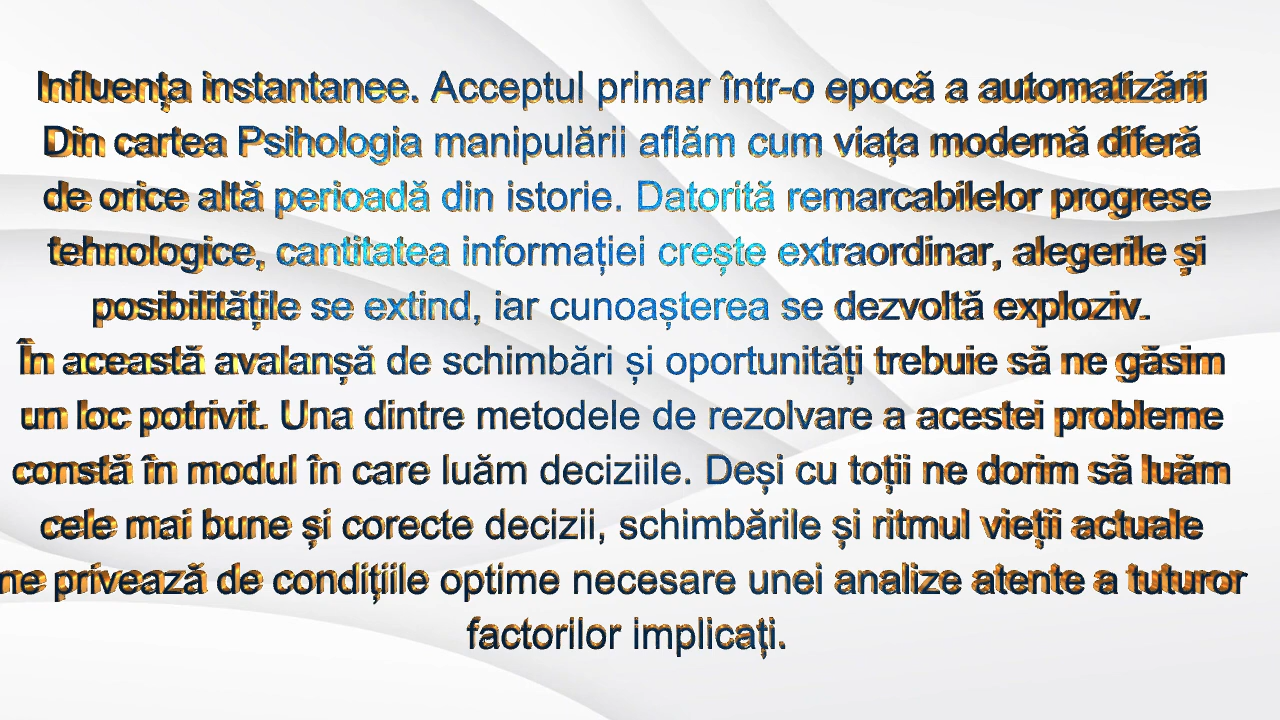 Influența instantanee. Acceptul primar într-o epocă a automatizării
Din cartea Psihologia manipulării aflăm cum viața modernă diferă
de orice altă perioadă din istorie. Datorită remarcabilelor progrese
tehnologice, cantitatea informației crește extraordinar, alegerile și
posibilitățile se extind, iar cunoașterea se dezvoltă exploziv.
În această avalanșă de schimbări și oportunități trebuie să ne găsim
un loc potrivit. Una dintre metodele de rezolvare a acestei probleme
constă în modul în care luăm deciziile. Deși cu toții ne dorim să luăm
cele mai bune și corecte decizii, schimbările și ritmul vieții actuale
ne privează de condițiile optime necesare unei analize atente a tuturor
factorilor implicați.